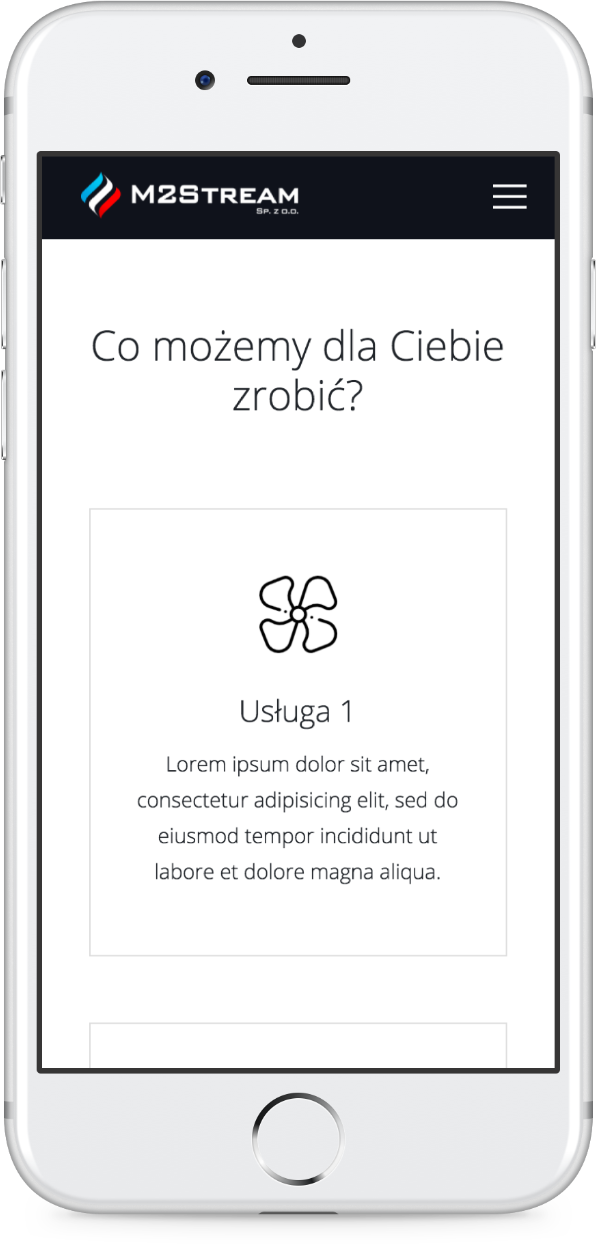 M2STREAM
SP. Z O.O.
Co możemy dla Ciebie
zrobić?
Usługa 1
Lorem ipsum dolor sit amet,
consectetur adipisicing elit, sed do
eiusmod tempor incididunt ut
labore et dolore magna aliqua.